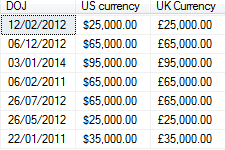 DOJ US currency UK Currency
12/02/2012 $25,000.00 £25,000.00
06/12/2012 $65,000.00 £65,000.00
03/01/2014 $95,000.00 £95,000.00
06/02/2011 $65,000.00 £65,000.00
26/07/2012 $65,000.00 £65,000.00
26/05/2012 $25,000.00 £25,000.00
22/01/2011 $35,000.00 £35,000.00